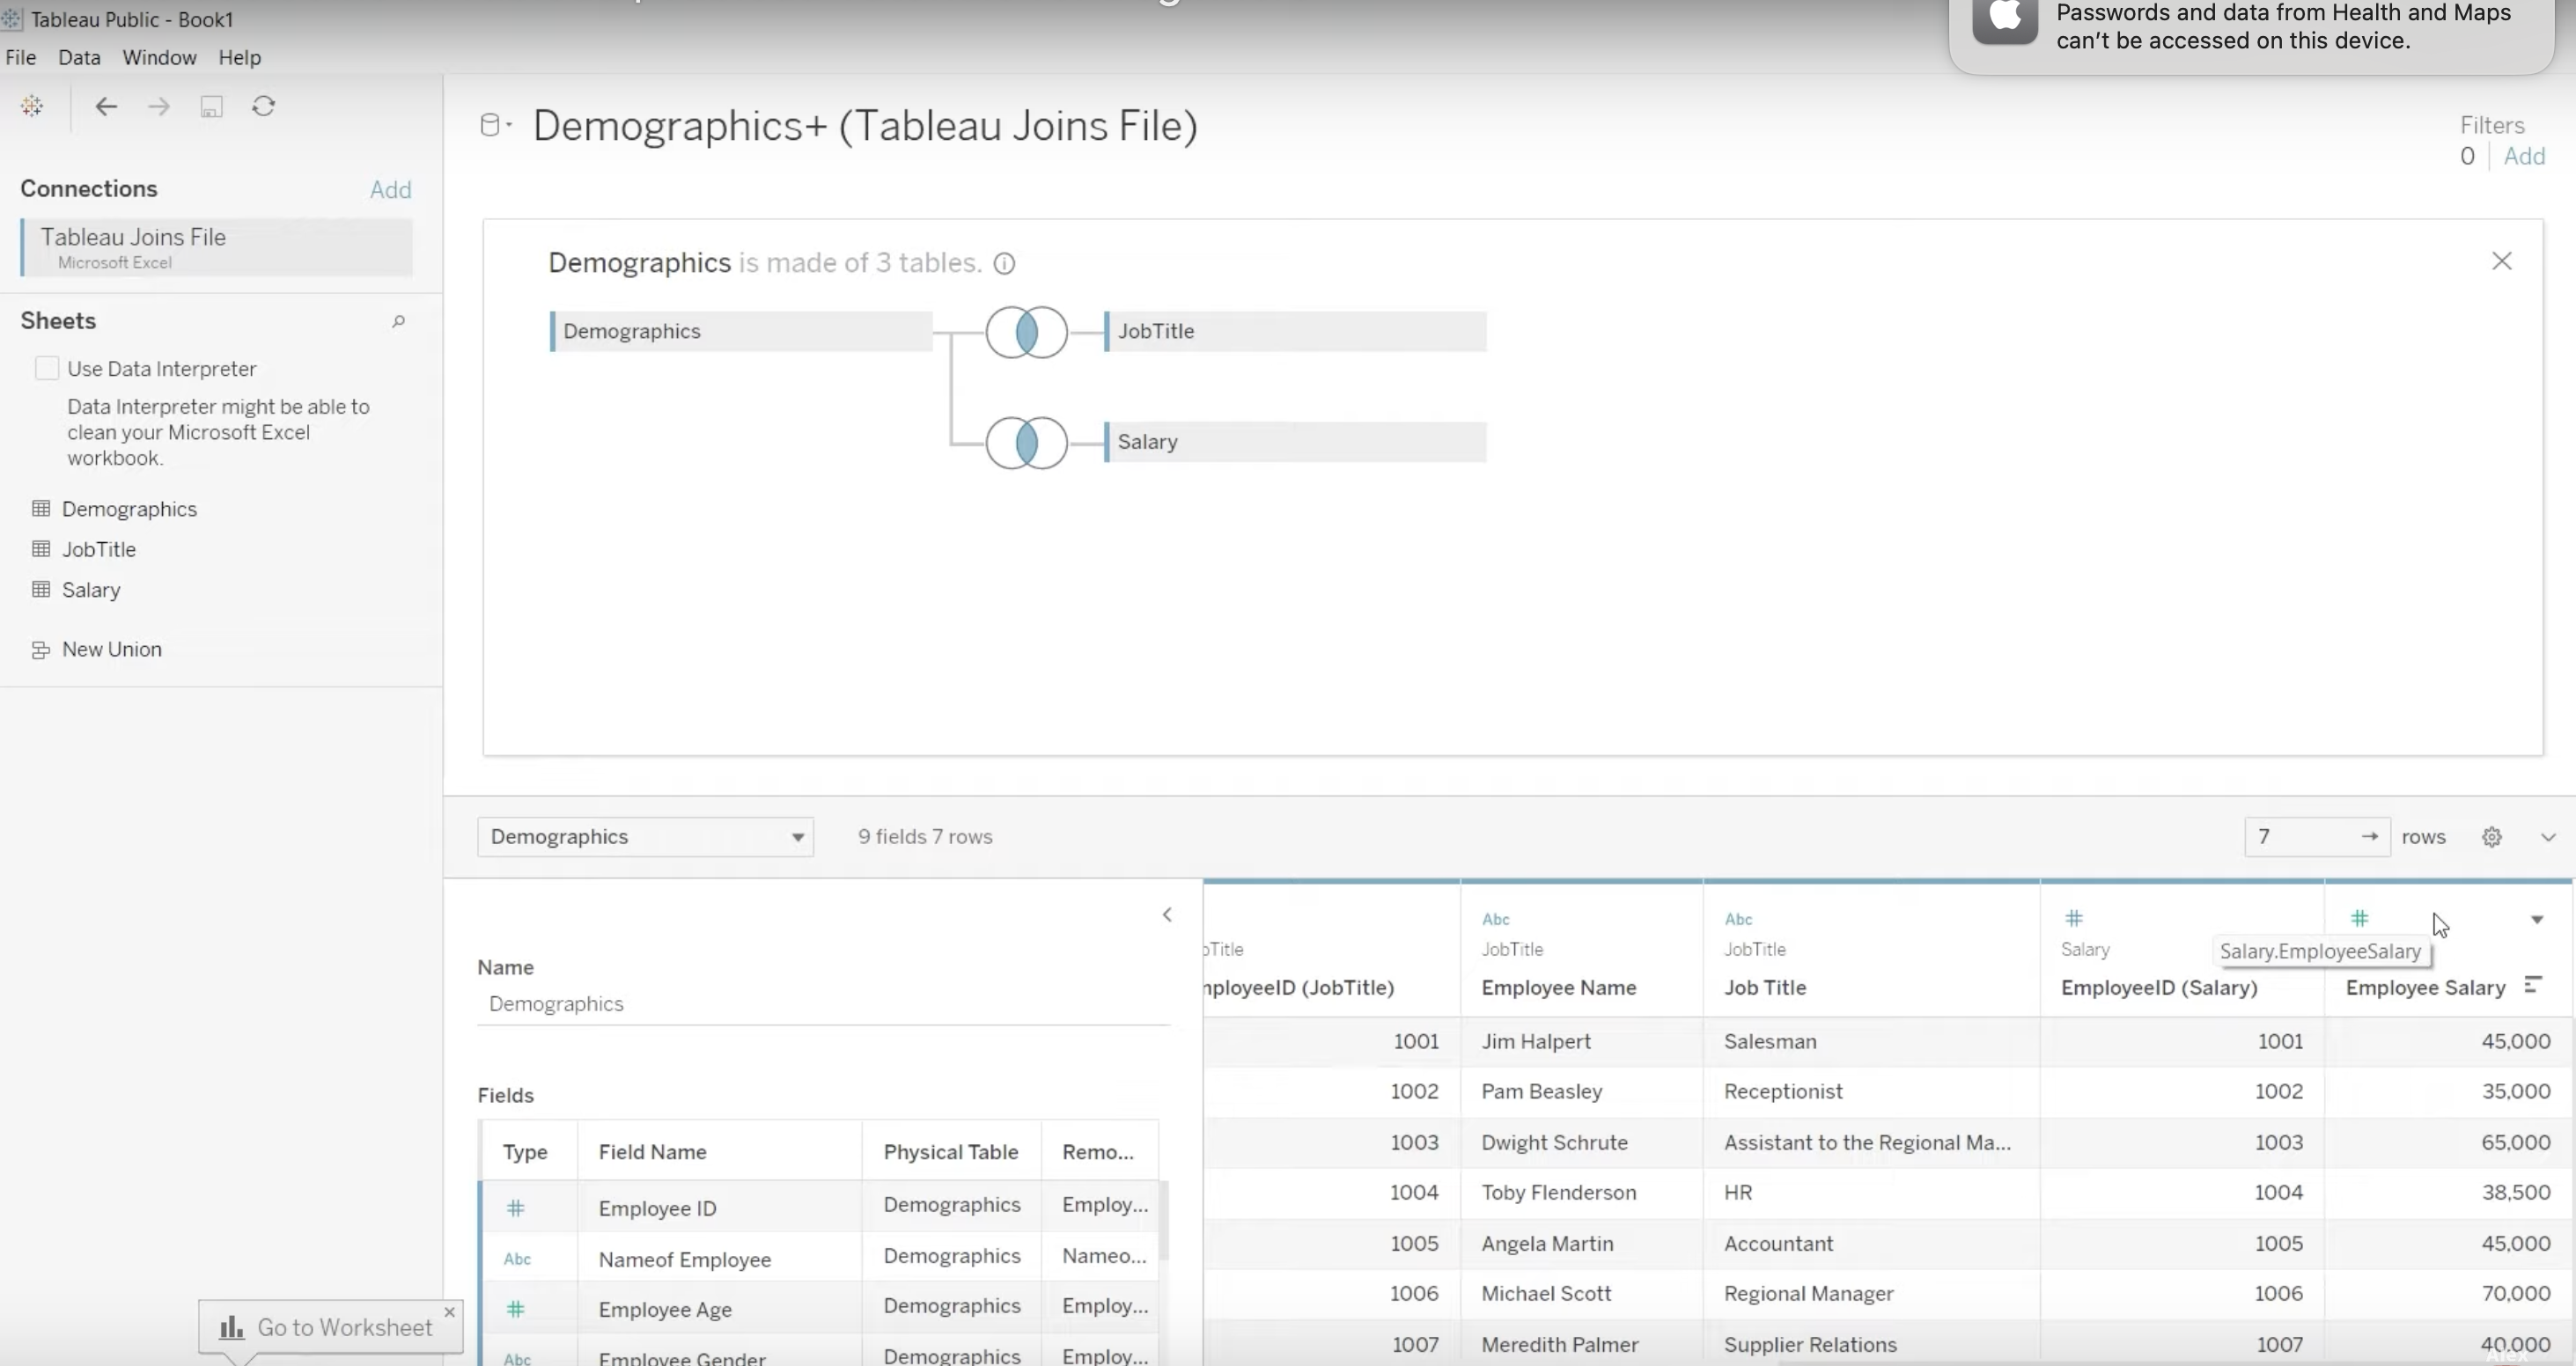 Tableau Public - Book1
File Data Window Help
Passwords and data from Health and Maps
can't be accessed on this device.
Connections Add
Tableau Joins File
Microsoft Excel
Sheets
Use Data Interpreter
Data Interpreter might be able to
clean your Microsoft Excel
workbook.
Demographics
JobTitle
Salary
New Union
Go to Worksheet
Demographics+ (Tableau Joins File)
Filters
0 Add
Demographics is made of 3 tables.
Demographics JobTitle
Salary
Demographics 9 fields 7 rows 7 rows
Name
Demographics
Fields
Type Field Name Physical Table Remo...
# Employee ID Demographics Employ...
Abc Nameof Employee Demographics Nameo...
# Employee Age Demographics Employ...
Abc Employee Gender Demographics Employ...
Abc Abc # #
JobTitle JobTitle Salary Salary.EmployeeSalary
(JobTitle) Employee Name Job Title EmployeeID (Salary) Employee Salary
1001 Jim Halpert Salesman 1001 45,000
1002 Pam Beasley Receptionist 1002 35,000
1003 Dwight Schrute Assistant to the Regional Ma... 1003 65,000
1004 Toby Flenderson HR 1004 38,500
1005 Angela Martin Accountant 1005 45,000
1006 Michael Scott Regional Manager 1006 70,000
1007 Meredith Palmer Supplier Relations 1007 40,000